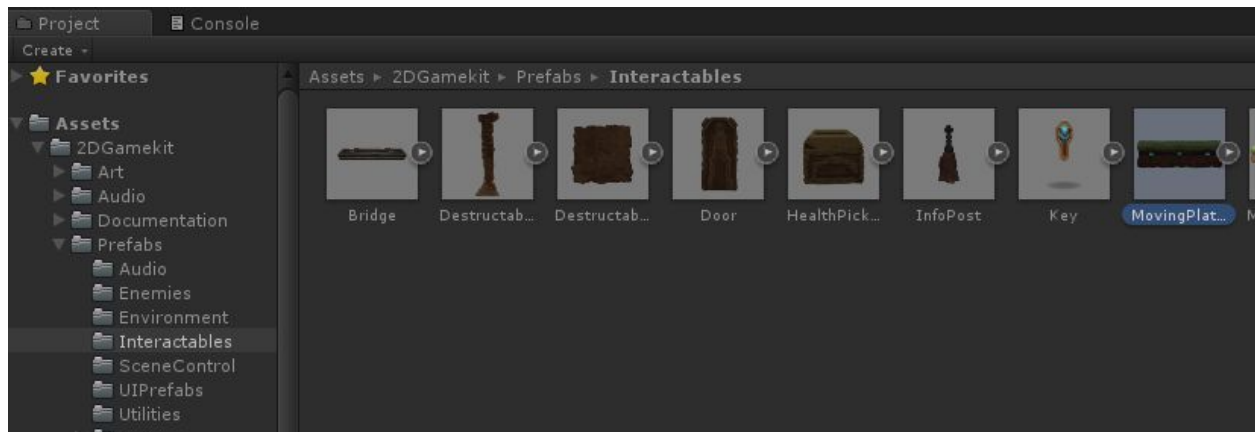 Project Console
Create
Favorites
Assets
2DGamekit
Art
Audio
Documentation
Prefabs
Audio
Enemies
Environment
Interactables
SceneControl
UIPrefabs
Utilities
Assets 2DGamekit Prefabs Interactables
Bridge Destructab... Destructab... Door HealthPick... InfoPost Key MovingPlat...